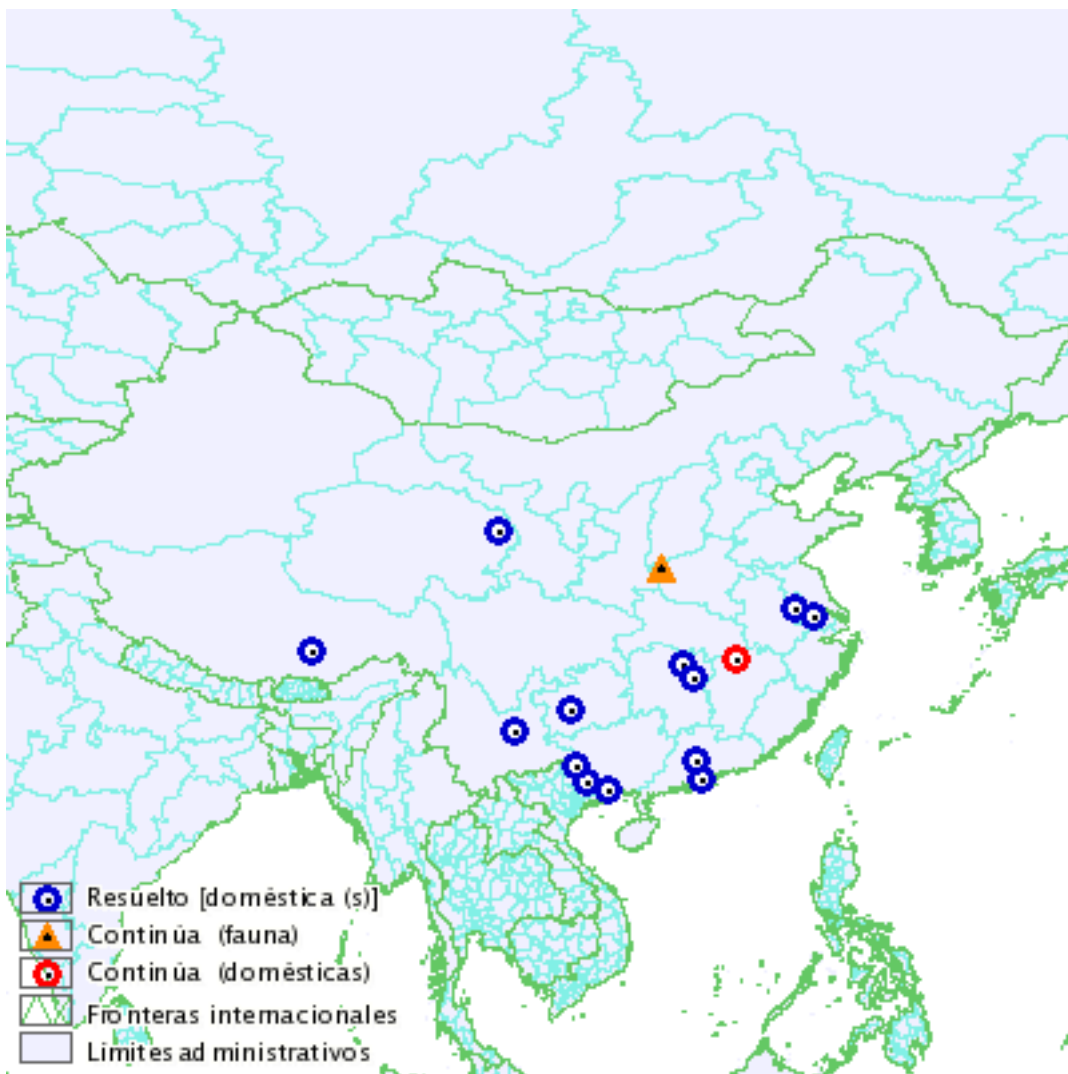 Resuelto [doméstica (s)]
Continúa (fauna)
Continúa (domésticas)
Fronteras internacionales
Límites administrativos